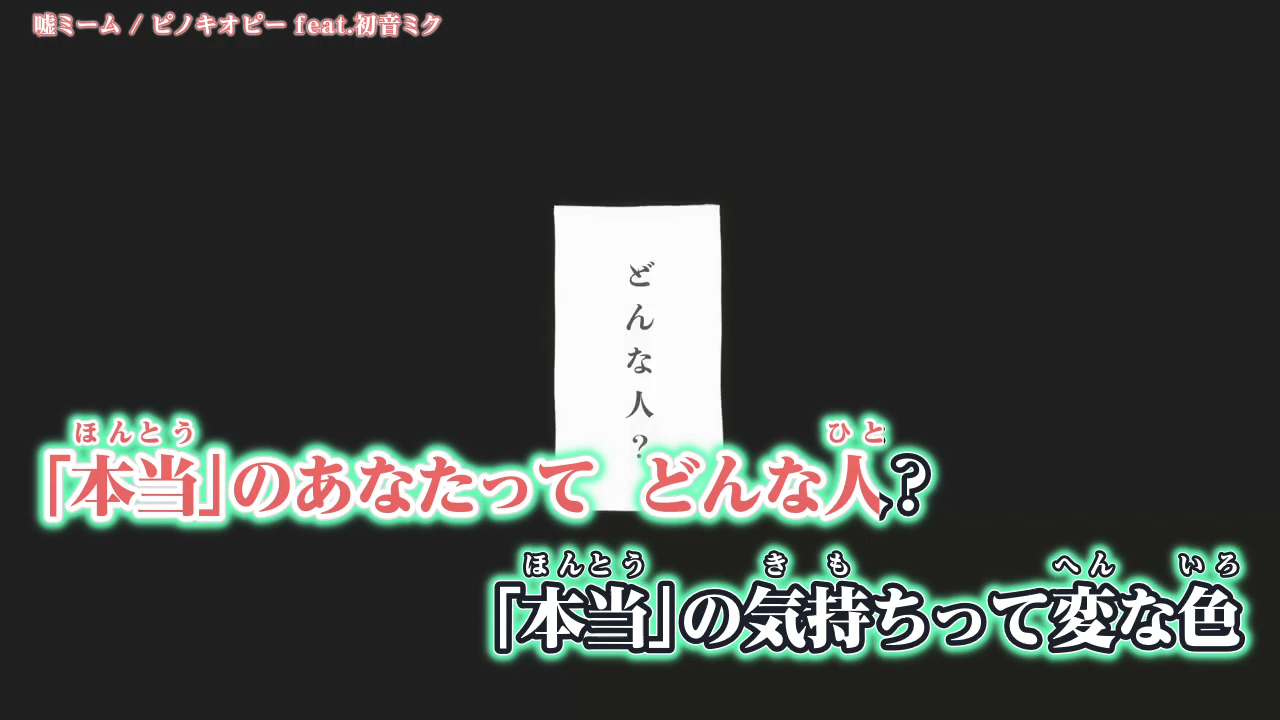 嘘ミーム / ピノキオピー feat.初音ミク
どんな人?
ほんとう ひと
「本当」のあなたって どんな人?
ほんとう き も へん いろ
「本当」の気持ちって変な色